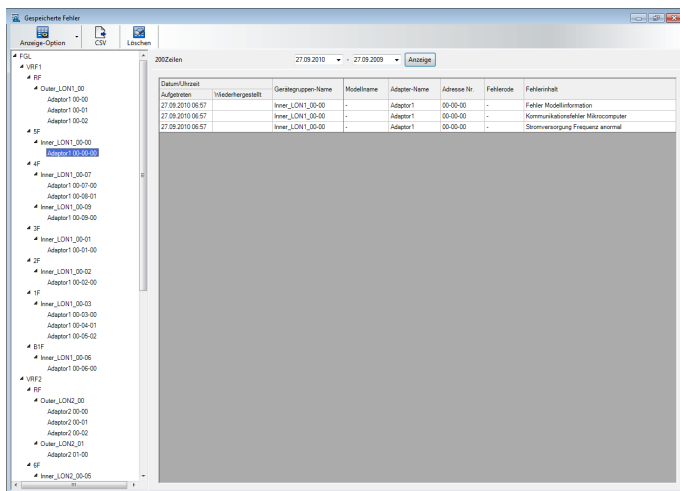 Gespeicherte Fehler
Anzeige-Option CSV Löschen
FGL
VRF1
RF
Outer_LON1_00
Adaptor1 00-00
Adaptor1 00-01
Adaptor1 00-02
5F
Inner_LON1_00-00
Adaptor1 00-00-00
4F
Inner_LON1_00-07
Adaptor1 00-07-00
Adaptor1 00-08-01
Inner_LON1_00-09
Adaptor1 00-09-00
3F
Inner_LON1_00-01
Adaptor1 00-01-00
2F
Inner_LON1_00-02
Adaptor1 00-02-00
1F
Inner_LON1_00-03
Adaptor1 00-03-00
Adaptor1 00-04-01
Adaptor1 00-05-02
B1F
Inner_LON1_00-06
Adaptor1 00-06-00
VRF2
RF
Outer_LON2_00
Adaptor2 00-00
Adaptor2 00-01
Adaptor2 00-02
Outer_LON2_01
Adaptor2 01-00
6F
Inner_LON2_00-05
200Zeilen 27.09.2010 - 27.09.2009 Anzeige
Datum/Uhrzeit Gerätegruppen-Name Modellname Adapter-Name Adresse Nr. Fehlerode Fehlerinhalt
Aufgetreten Wiederhergestellt
27.09.2010 06:57 Inner_LON1_00-00 - Adaptor1 00-00-00 - Fehler Modellinformation
27.09.2010 06:57 Inner_LON1_00-00 - Adaptor1 00-00-00 - Kommunikationsfehler Mikrocomputer
27.09.2010 06:57 Inner_LON1_00-00 - Adaptor1 00-00-00 - Stromversorgung Frequenz anormal